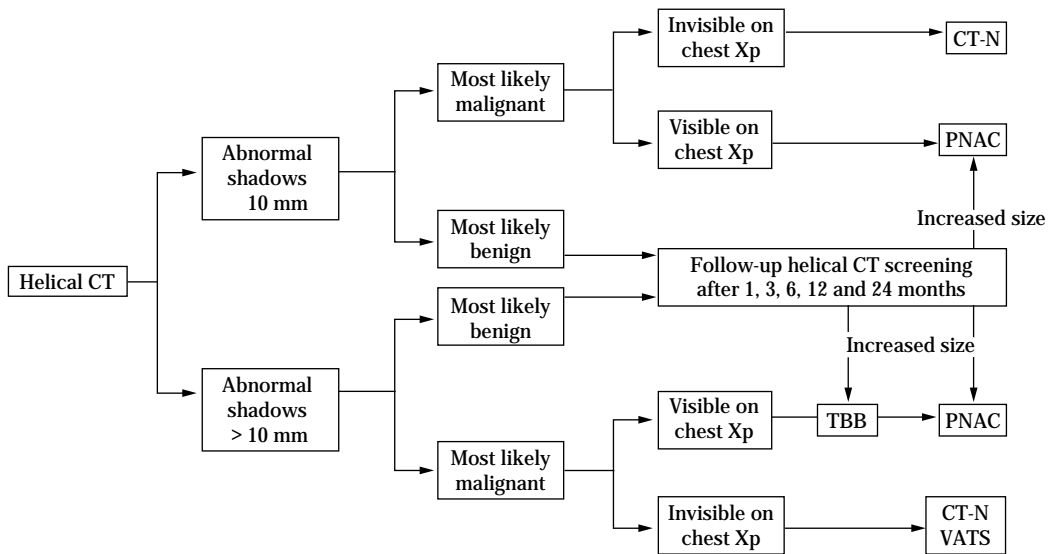 Helical CT
Abnormal
shadows
10 mm
Most likely
malignant
Invisible on
chest Xp
CT-N
Visible on
chest Xp
PNAC
Increased size
Most likely
benign
Follow-up helical CT screening
after 1, 3, 6, 12 and 24 months
Most likely
benign
Increased size
Abnormal
shadows
> 10 mm
Visible on
chest Xp
TBB
PNAC
Most likely
malignant
Invisible on
chest Xp
CT-N
VATS